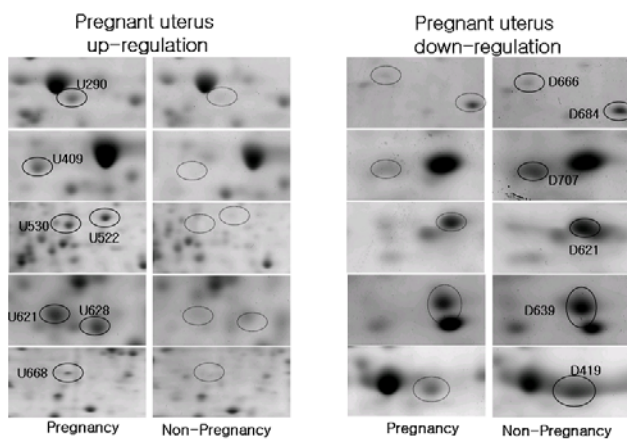 Pregnant uterus
up-regulation
U290
U409
U530
U522
U621
U628
U668
Pregnancy
Non-Pregnancy
Pregnant uterus
down-regulation
D666
D684
D707
D621
D639
D419
Pregnancy
Non-Pregnancy